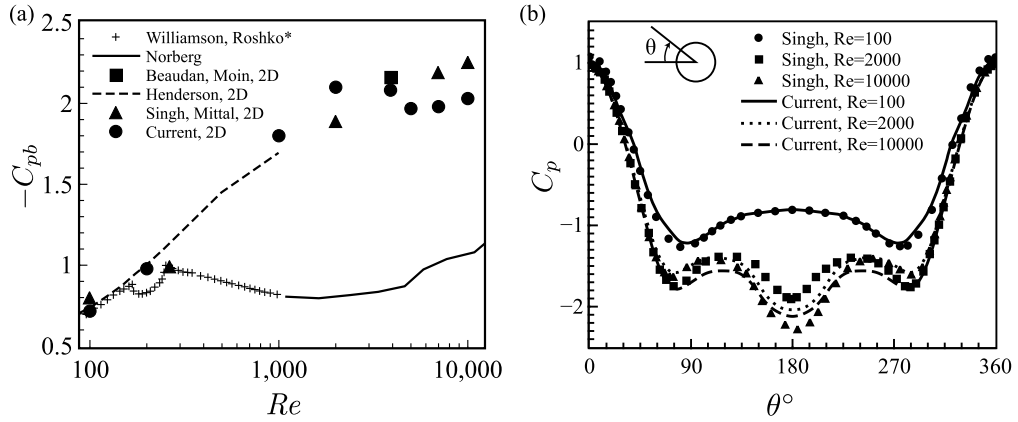 (a)
2.5
2
1.5
1
0.5
−C_pb
Williamson, Roshko*
Norberg
Beaudan, Moin, 2D
Henderson, 2D
Singh, Mittal, 2D
Current, 2D
100
1,000
10,000
Re
(b)
1
0
−1
−2
C_p
θ
Singh, Re=100
Singh, Re=2000
Singh, Re=10000
Current, Re=100
Current, Re=2000
Current, Re=10000
0
90
180
270
360
θ°